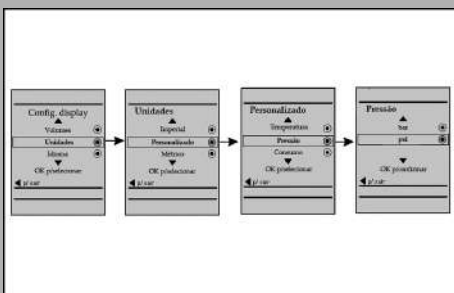 Config. display
Volumes
Unidades
Idioma
OK p/selecionar
p/ sair
Unidades
Imperial
Personalizado
Métrico
OK p/selecionar
p/ sair
Personalizado
Temperatura
Pressão
Consumo
OK p/selecionar
p/ sair
Pressão
bar
psi
OK p/selecionar
p/ sair